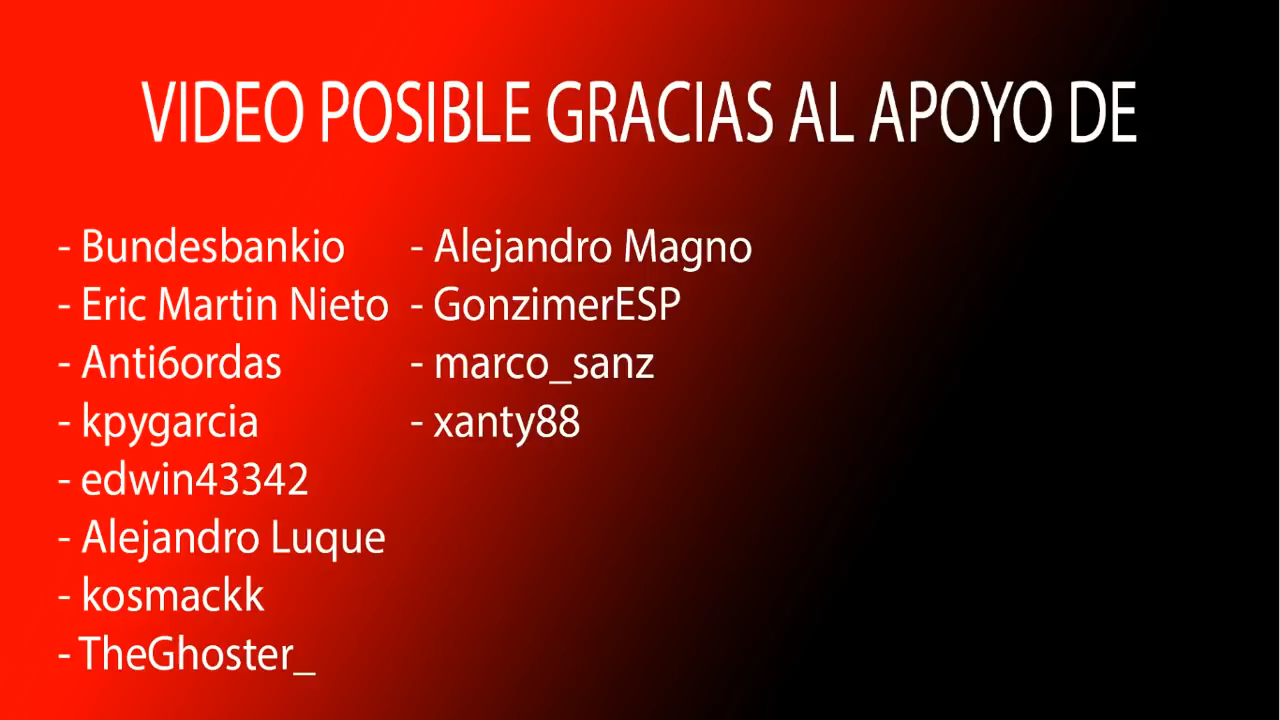 VIDEO POSIBLE GRACIAS AL APOYO DE
- Bundesbankio
- Eric Martin Nieto
- Anti6ordas
- kpygarcia
- edwin43342
- Alejandro Luque
- kosmackk
- TheGhoster_
- Alejandro Magno
- GonzimerESP
- marco_sanz
- xanty88